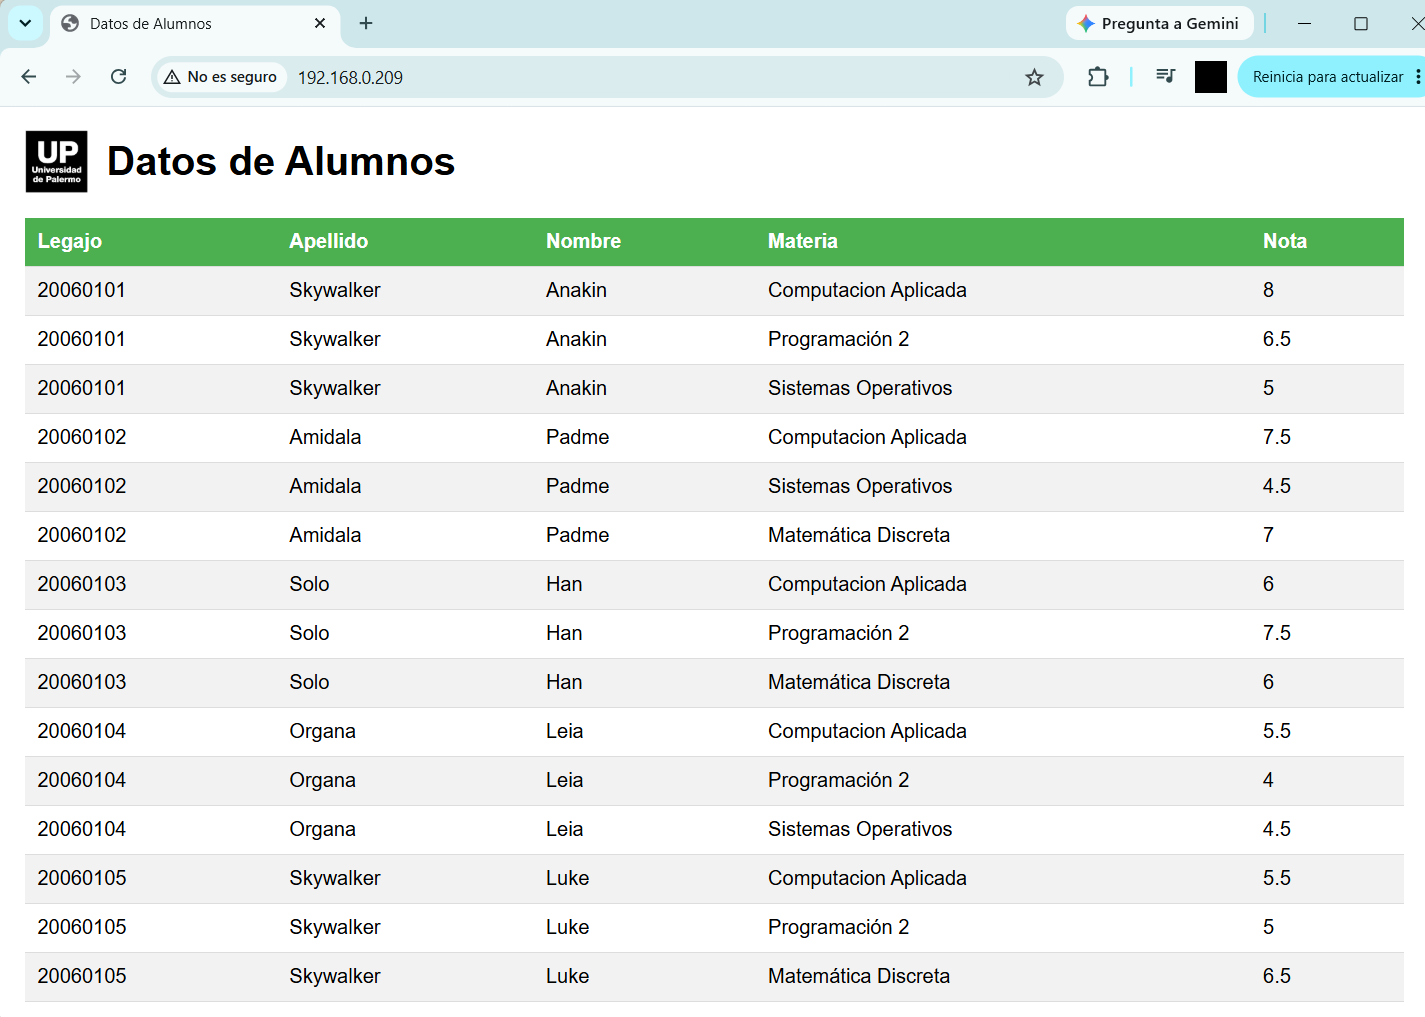 Datos de Alumnos
Pregunta a Gemini
No es seguro
192.168.0.209
Reinicia para actualizar
UP
Universidad
de Palermo
Datos de Alumnos
Legajo Apellido Nombre Materia Nota
20060101 Skywalker Anakin Computacion Aplicada 8
20060101 Skywalker Anakin Programación 2 6.5
20060101 Skywalker Anakin Sistemas Operativos 5
20060102 Amidala Padme Computacion Aplicada 7.5
20060102 Amidala Padme Sistemas Operativos 4.5
20060102 Amidala Padme Matemática Discreta 7
20060103 Solo Han Computacion Aplicada 6
20060103 Solo Han Programación 2 7.5
20060103 Solo Han Matemática Discreta 6
20060104 Organa Leia Computacion Aplicada 5.5
20060104 Organa Leia Programación 2 4
20060104 Organa Leia Sistemas Operativos 4.5
20060105 Skywalker Luke Computacion Aplicada 5.5
20060105 Skywalker Luke Programación 2 5
20060105 Skywalker Luke Matemática Discreta 6.5